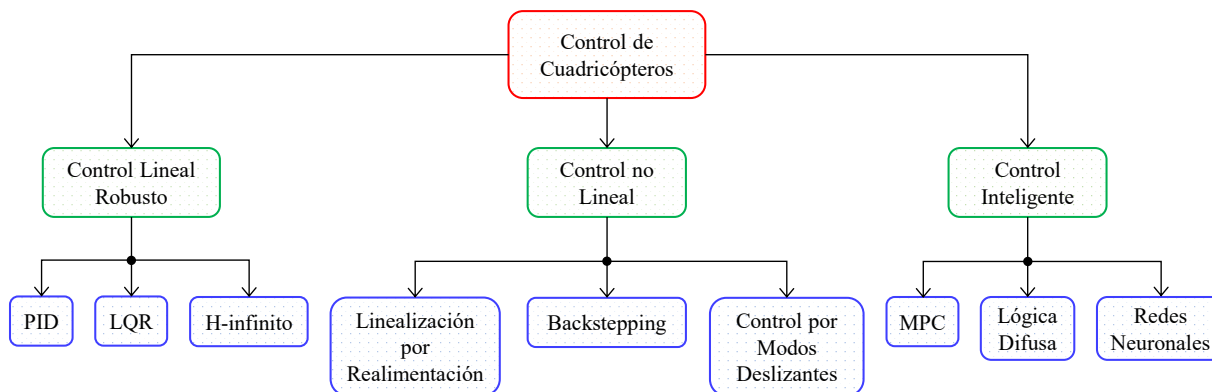 Control de
Cuadricópteros
Control Lineal
Robusto
Control no
Lineal
Control
Inteligente
PID
LQR
H-infinito
Linealización
por
Realimentación
Backstepping
Control por
Modos
Deslizantes
MPC
Lógica
Difusa
Redes
Neuronales